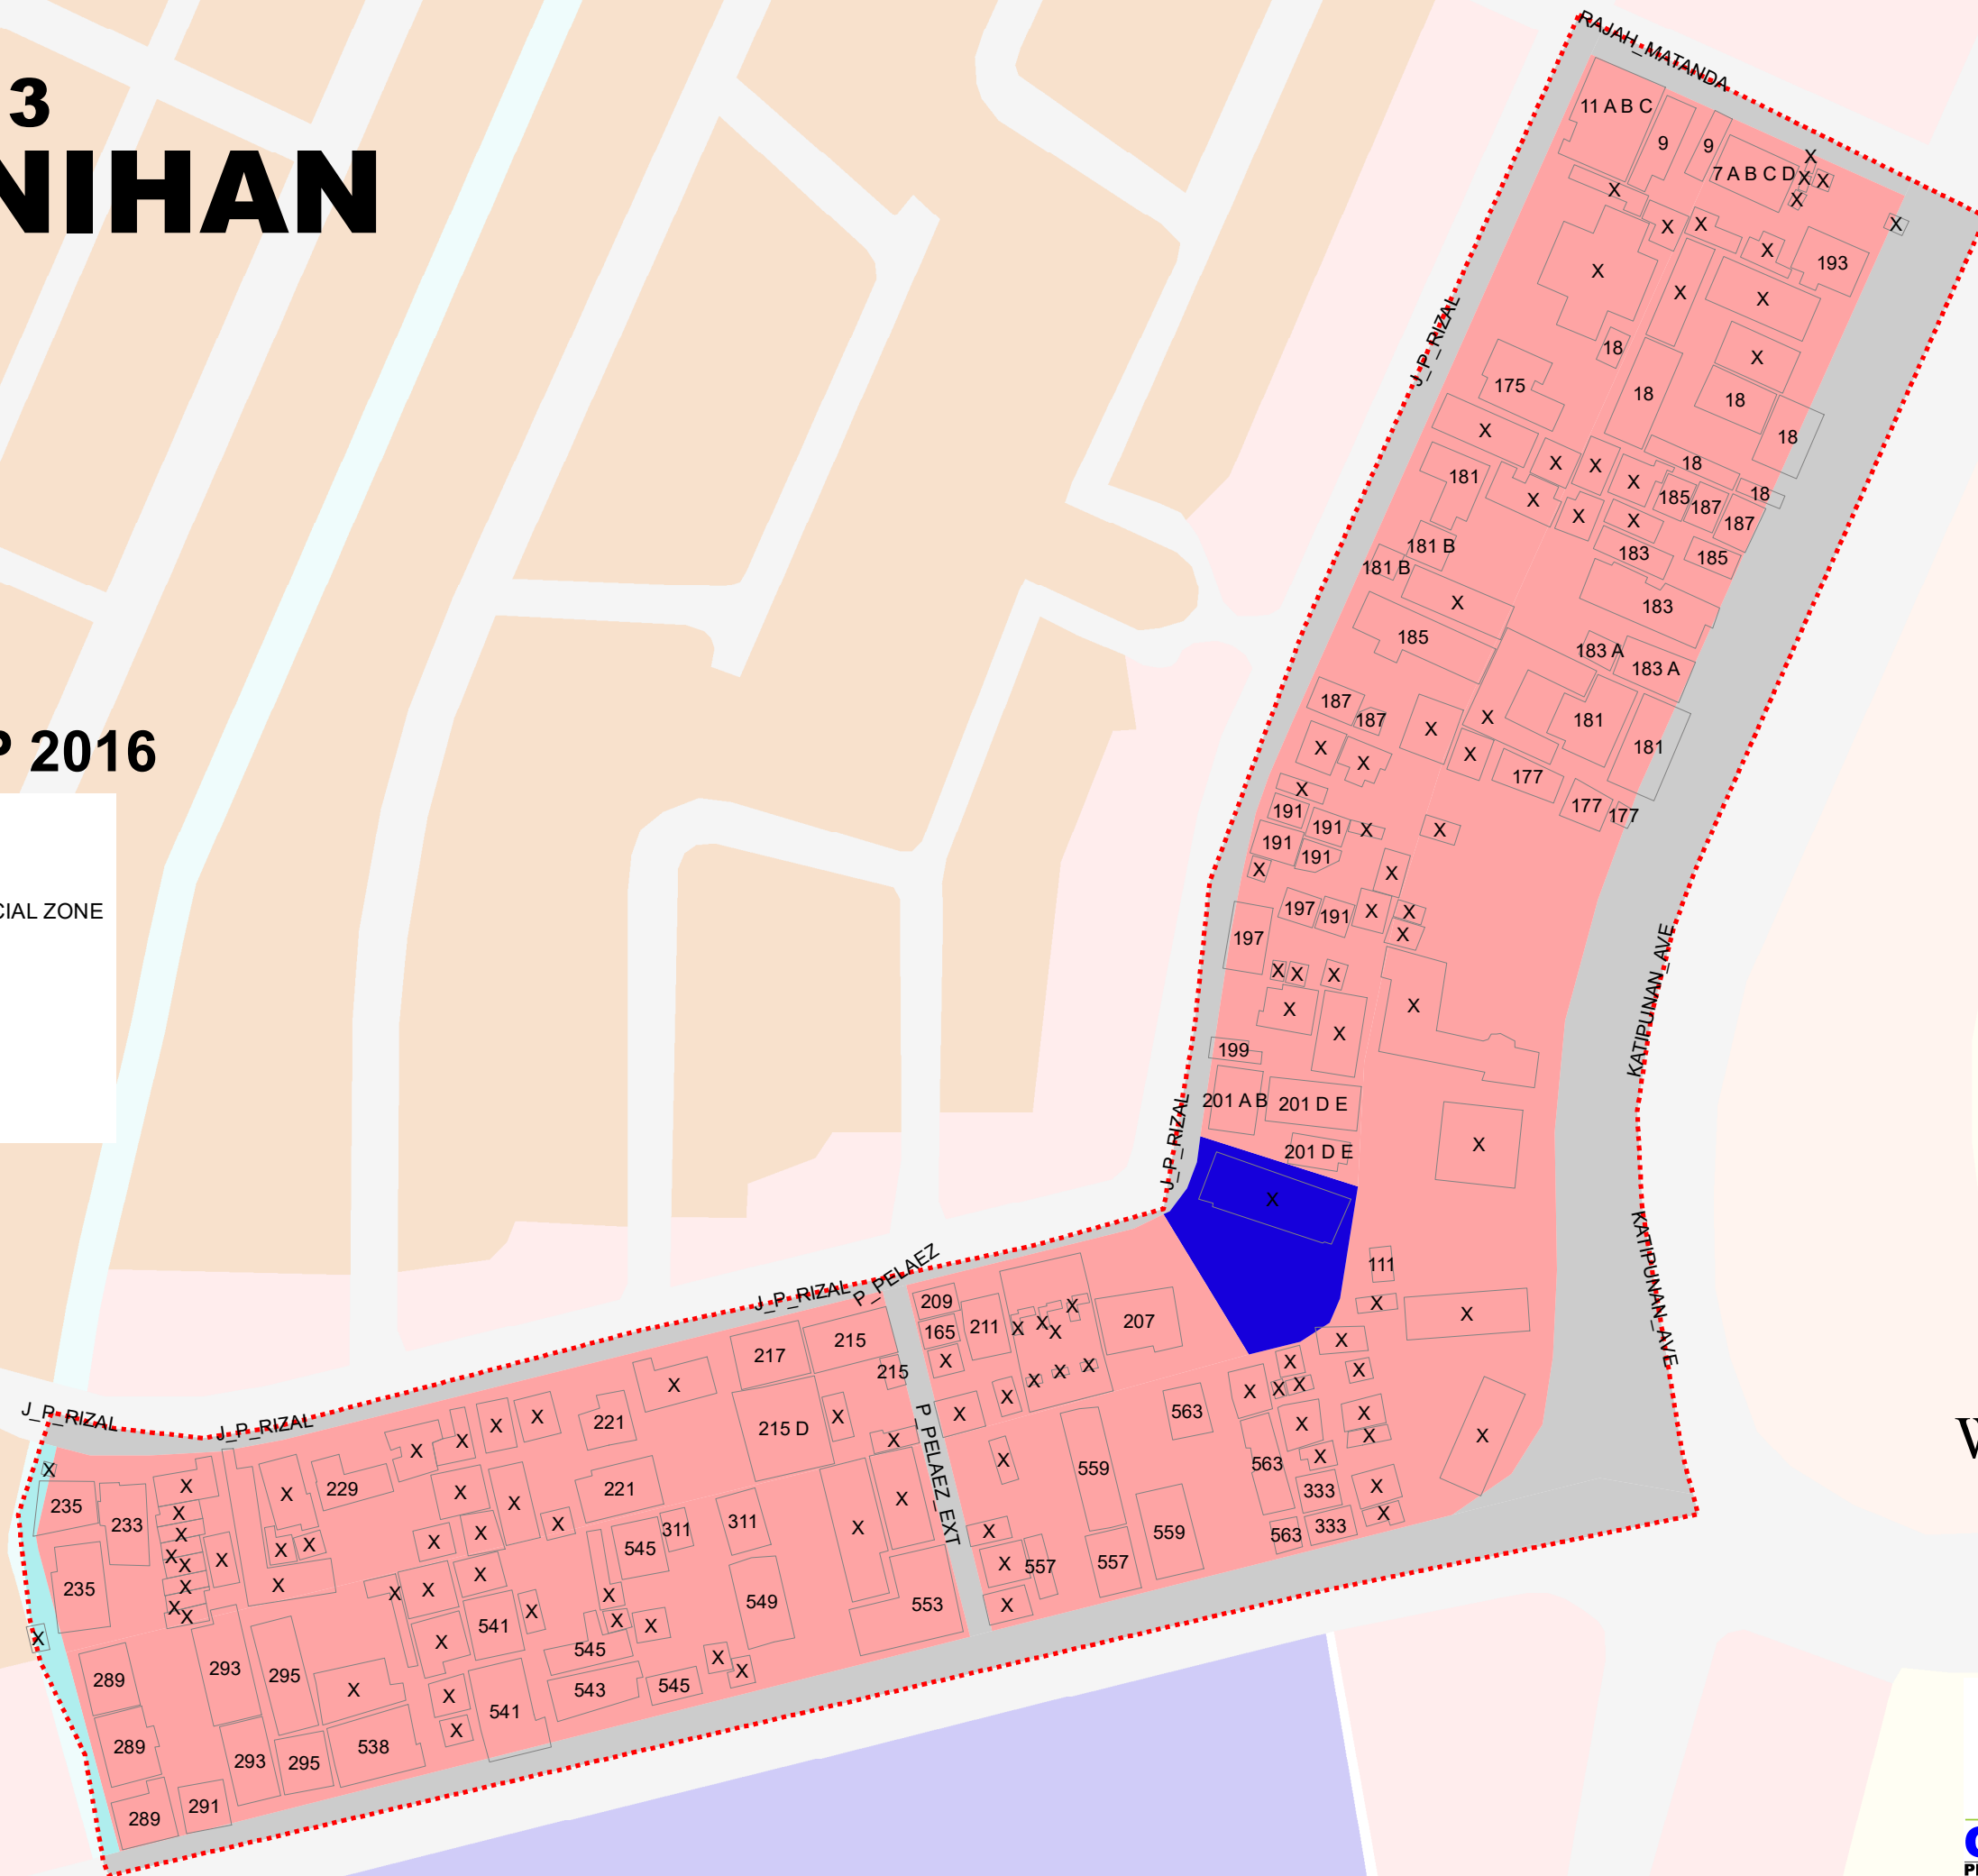 3
NIHAN
P 2016
CIAL ZONE
RAJAH_MATANDA
11 A B C
9
9
7 A B C D
X
X X
X
X
X
X X
X
193
X
X
X
X
18
X
175
18
18
18
X
18
181
X X X
185
187
18
187
X
X
X
181 B
183
185
181 B
X
183
185
183 A
183 A
187
187
X
X
181
181
X
X
X
177
X
177
177
191
191
X
X
191
191
X
X
197
191
X
X
X
197
X X
X
X
X
X
199
201 A B
201 D E
201 D E
X
X
J_P_RIZAL
J_P_RIZAL
KATIPUNAN_AVE
KATIPUNAN_AVE
111
X
X
X
X
X
X X
X
X
X
X
X
X
563
563
563
333
333
X
X
X
P_PELAEZ
J_P_RIZAL
209
165
211
X
X
X
X
X
X
X
X
207
X
X
X
559
559
557
557
X
X
X
P_PELAEZ_EXT
217
215
215
215 D
X
X
X
X
X
221
221
311
311
545
549
553
X
X
X
X
X
X
545
543
545
X
X
X
X
X
X
229
X
X
X
X
X
X
X
X
X
X
541
541
X
X
X
X
J_P_RIZAL
J_P_RIZAL
X
235
233
235
X
X
X
X
X
X
X
X
X
X
X
X
X
X
289
293
295
X
289
293
295
538
289
291